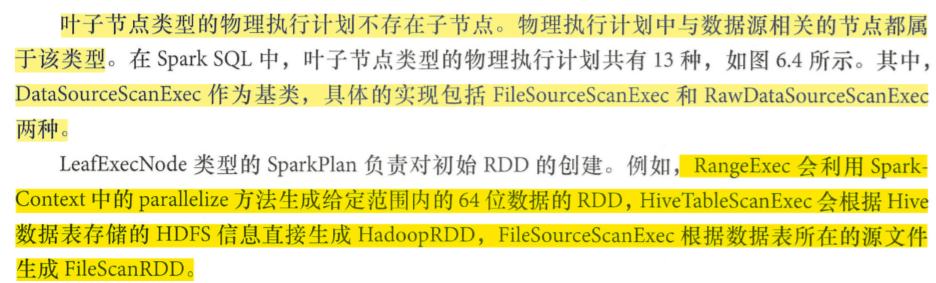 叶子节点类型的物理执行计划不存在子节点。物理执行计划中与数据源相关的节点都属
于该类型。在 Spark SQL 中，叶子节点类型的物理执行计划共有 13 种，如图 6.4 所示。其中，
DataSourceScanExec 作为基类，具体的实现包括 FileSourceScanExec 和 RawDataSourceScanExec
两种。
LeafExecNode 类型的 SparkPlan 负责对初始 RDD 的创建。例如，RangeExec 会利用 Spark-
Context 中的 parallelize 方法生成给定范围内的 64 位数据的 RDD，HiveTableScanExec 会根据 Hive
数据表存储的 HDFS 信息直接生成 HadoopRDD，FileSourceScanExec 根据数据表所在的源文件
生成 FileScanRDD。